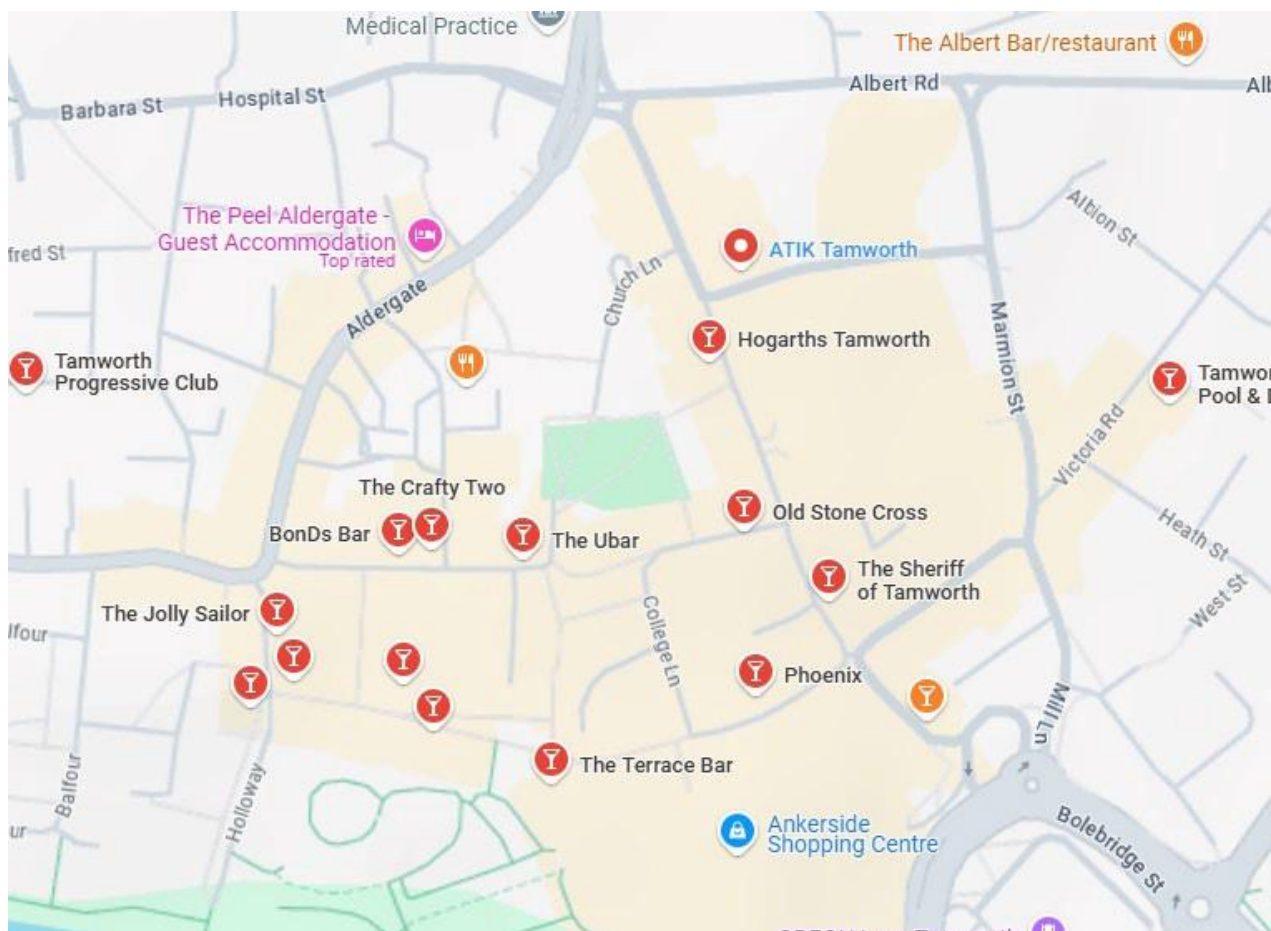 Medical Practice
The Albert Bar/restaurant
Barbara St
Hospital St
Albert Rd
The Peel Aldergate -
Guest Accommodation
Top rated
fred St
Aldergate
Church Ln
ATIK Tamworth
Albion St
Hogarths Tamworth
Marmion St
Tamworth
Progressive Club
Pool &
Victoria Rd
The Crafty Two
BonDs Bar
The Ubar
Old Stone Cross
Heath St
The Sheriff
of Tamworth
West St
The Jolly Sailor
lfour
College Ln
Phoenix
Mill Ln
The Terrace Bar
Balfour
Holloway
ur
Ankerside
Shopping Centre
Bolebridge St